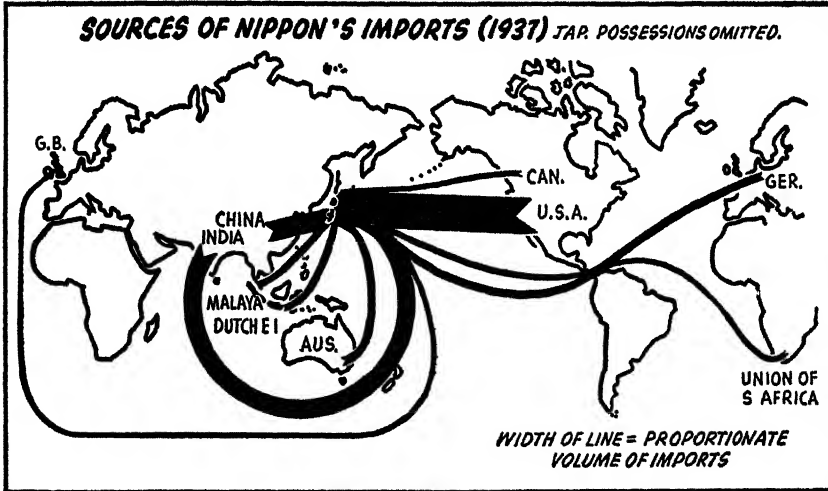 SOURCES OF NIPPON'S IMPORTS (1937) JAP. POSSESSIONS OMITTED.
G.B.
CAN.
GER.
U.S.A.
CHINA
INDIA
MALAYA
DUTCH E I
AUS.
UNION OF
S AFRICA
WIDTH OF LINE = PROPORTIONATE
VOLUME OF IMPORTS